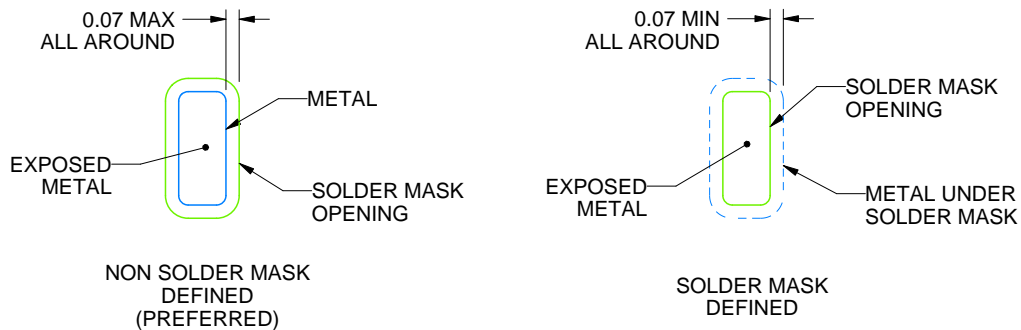 0.07 MAX
ALL AROUND
METAL
EXPOSED
METAL
SOLDER MASK
OPENING
NON SOLDER MASK
DEFINED
(PREFERRED)
0.07 MIN
ALL AROUND
SOLDER MASK
OPENING
EXPOSED
METAL
METAL UNDER
SOLDER MASK
SOLDER MASK
DEFINED